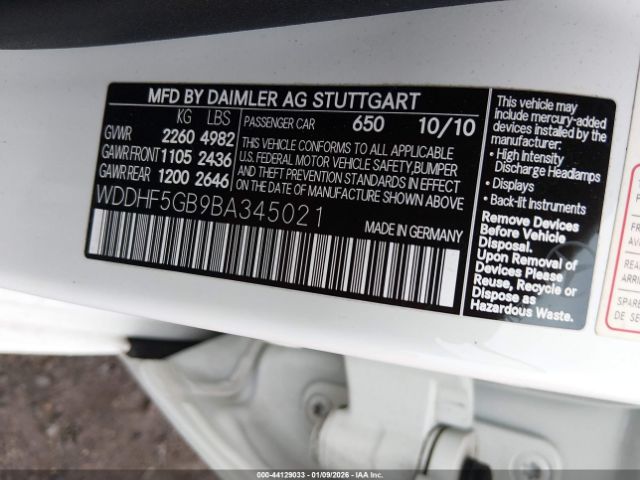 MFD BY DAIMLER AG STUTTGART
KG LBS
GVWR 2260 4982
GAWR FRONT 1105 2436
GAWR REAR 1200 2646
PASSENGER CAR 650 10/10
THIS VEHICLE CONFORMS TO ALL APPLICABLE
U.S. FEDERAL MOTOR VEHICLE SAFETY,BUMPER
AND THEFT PREVENTION STANDARDS IN EFFECT
ON THE DATE OF MANUFACTURE SHOWN ABOVE
WDDHF5GB9BA345021
MADE IN GERMANY
This vehicle may
include mercury-added
devices installed by the
manufacturer:
• High Intensity
Discharge Headlamps
• Displays
• Back-lit Instruments
Remove Devices
Before Vehicle
Disposal.
Upon Removal of
Devices Please
Reuse, Recycle or
Dispose as
Hazardous Waste.
SPARE
DE SE
000-44129033 | 01/09/2026 | IAA Inc.